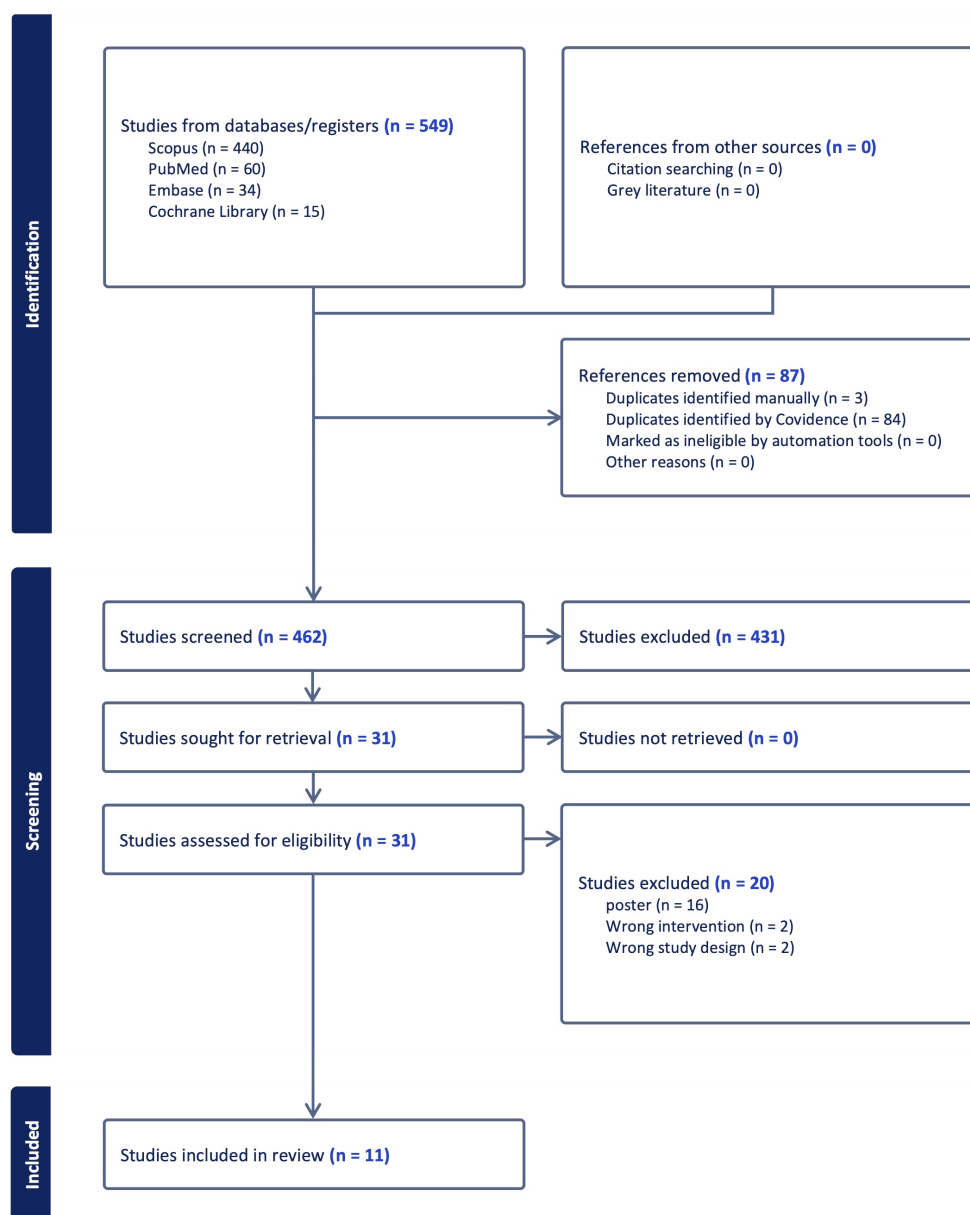 Identification
Studies from databases/registers (n = 549)
Scopus (n = 440)
PubMed (n = 60)
Embase (n = 34)
Cochrane Library (n = 15)
References from other sources (n = 0)
Citation searching (n = 0)
Grey literature (n = 0)
References removed (n = 87)
Duplicates identified manually (n = 3)
Duplicates identified by Covidence (n = 84)
Marked as ineligible by automation tools (n = 0)
Other reasons (n = 0)
Screening
Studies screened (n = 462)
Studies excluded (n = 431)
Studies sought for retrieval (n = 31)
Studies not retrieved (n = 0)
Studies assessed for eligibility (n = 31)
Studies excluded (n = 20)
poster (n = 16)
Wrong intervention (n = 2)
Wrong study design (n = 2)
Included
Studies included in review (n = 11)